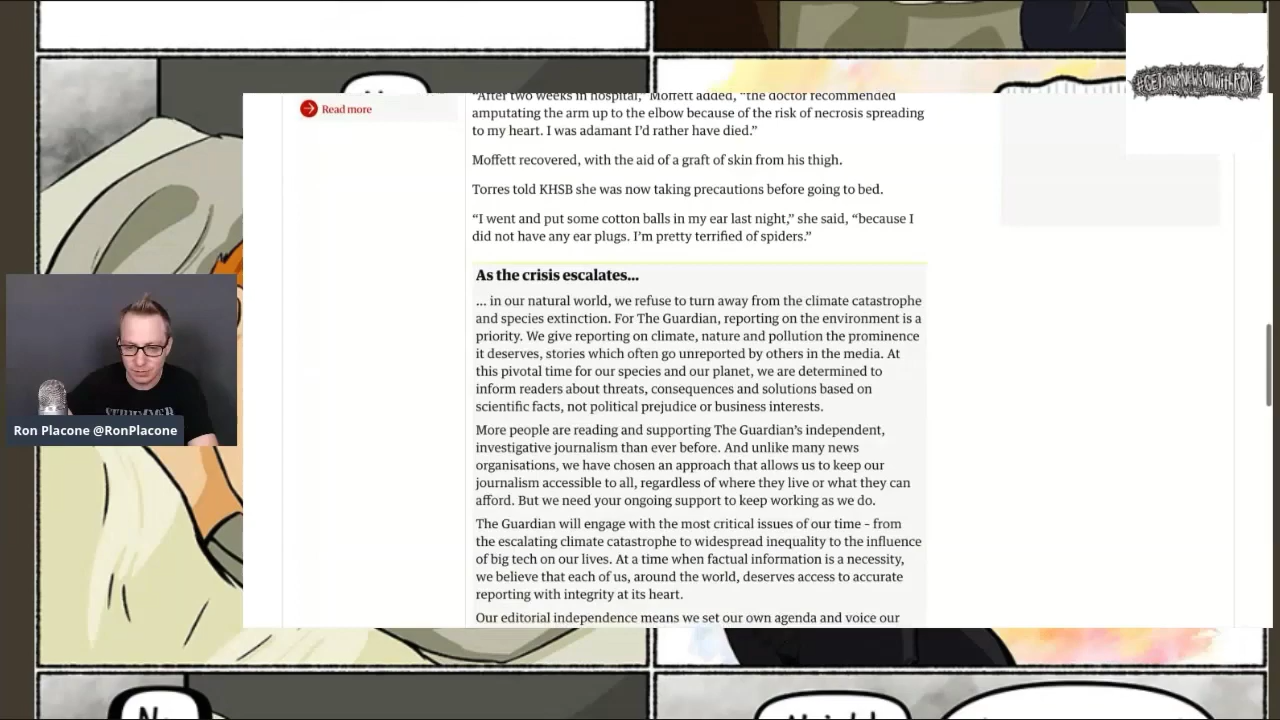 #GETYOURNEWSONWITHRON
Read more
"After two weeks in hospital," Moffett added, "the doctor recommended
amputating the arm up to the elbow because of the risk of necrosis spreading
to my heart. I was adamant I'd rather have died."
Moffett recovered, with the aid of a graft of skin from his thigh.
Torres told KHSB she was now taking precautions before going to bed.
"I went and put some cotton balls in my ear last night," she said, "because I
did not have any ear plugs. I'm pretty terrified of spiders."
As the crisis escalates...
... in our natural world, we refuse to turn away from the climate catastrophe
and species extinction. For The Guardian, reporting on the environment is a
priority. We give reporting on climate, nature and pollution the prominence
it deserves, stories which often go unreported by others in the media. At
this pivotal time for our species and our planet, we are determined to
inform readers about threats, consequences and solutions based on
scientific facts, not political prejudice or business interests.
More people are reading and supporting The Guardian's independent,
investigative journalism than ever before. And unlike many news
organisations, we have chosen an approach that allows us to keep our
journalism accessible to all, regardless of where they live or what they can
afford. But we need your ongoing support to keep working as we do.
The Guardian will engage with the most critical issues of our time – from
the escalating climate catastrophe to widespread inequality to the influence
of big tech on our lives. At a time when factual information is a necessity,
we believe that each of us, around the world, deserves access to accurate
reporting with integrity at its heart.
Our editorial independence means we set our own agenda and voice our
Ron Placone @RonPlacone